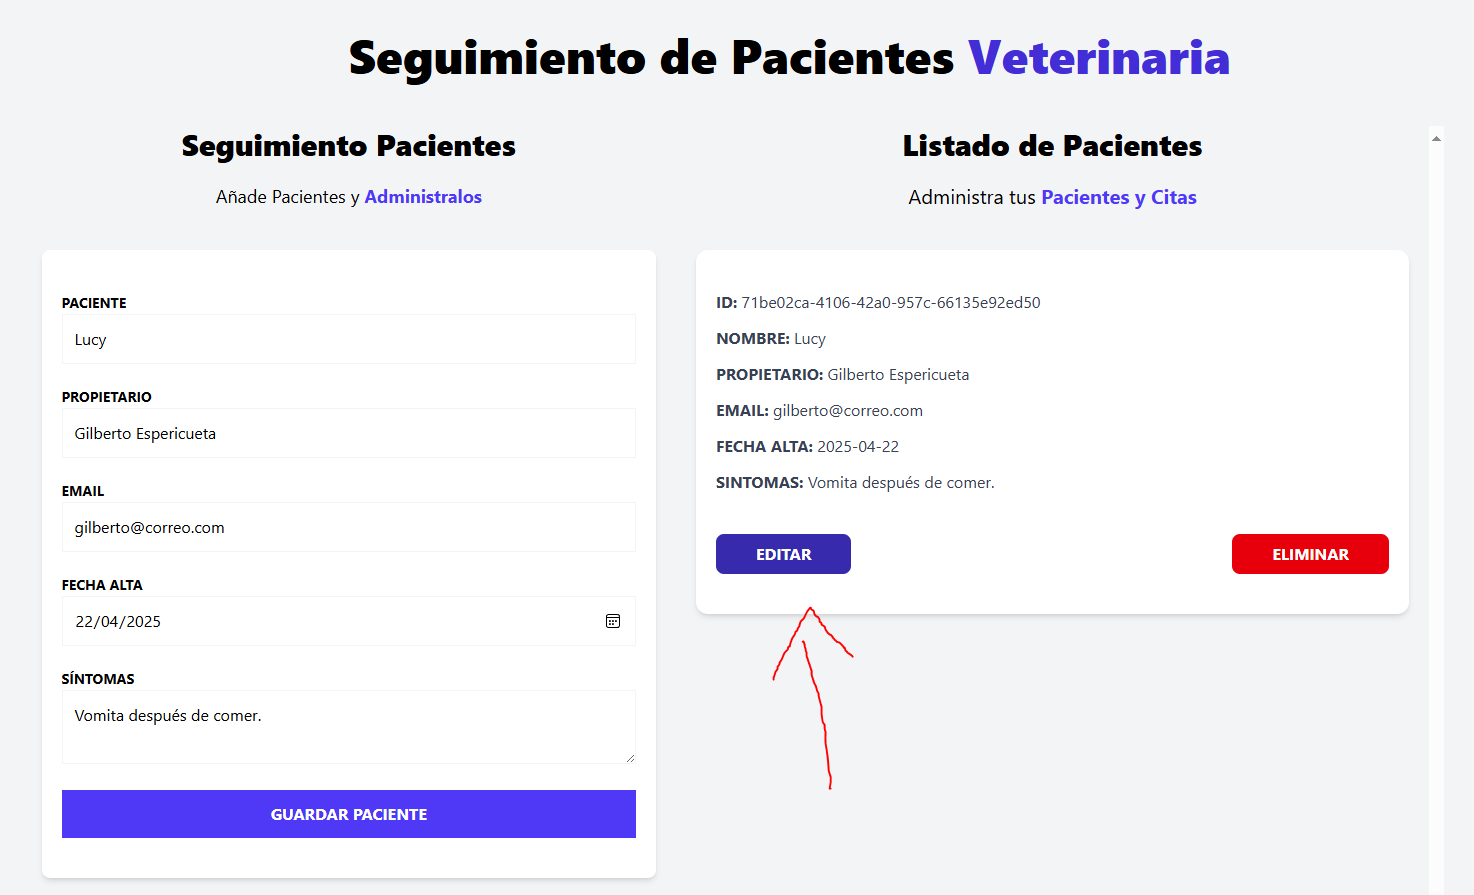 Seguimiento de Pacientes Veterinaria
Seguimiento Pacientes
Añade Pacientes y Administralos
PACIENTE
Lucy
PROPIETARIO
Gilberto Espericueta
EMAIL
gilberto@correo.com
FECHA ALTA
22/04/2025
SÍNTOMAS
Vomita después de comer.
GUARDAR PACIENTE
Listado de Pacientes
Administra tus Pacientes y Citas
ID: 71be02ca-4106-42a0-957c-66135e92ed50
NOMBRE: Lucy
PROPIETARIO: Gilberto Espericueta
EMAIL: gilberto@correo.com
FECHA ALTA: 2025-04-22
SINTOMAS: Vomita después de comer.
EDITAR
ELIMINAR